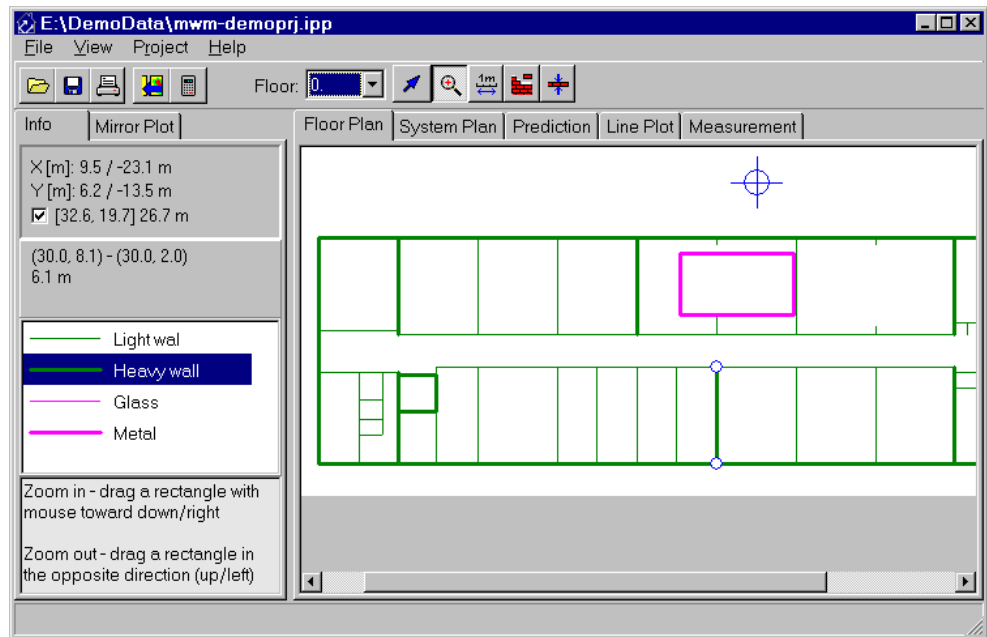 E:\DemoData\mwm-demoprj.ipp
File View Project Help
Floor: 0.
1m
Info Mirror Plot
Floor Plan System Plan Prediction Line Plot Measurement
X [m]: 9.5 / -23.1 m
Y [m]: 6.2 / -13.5 m
[32.6, 19.7] 26.7 m
(30.0, 8.1) - (30.0, 2.0)
6.1 m
Light wal
Heavy wall
Glass
Metal
Zoom in - drag a rectangle with
mouse toward down/right
Zoom out - drag a rectangle in
the opposite direction (up/left)